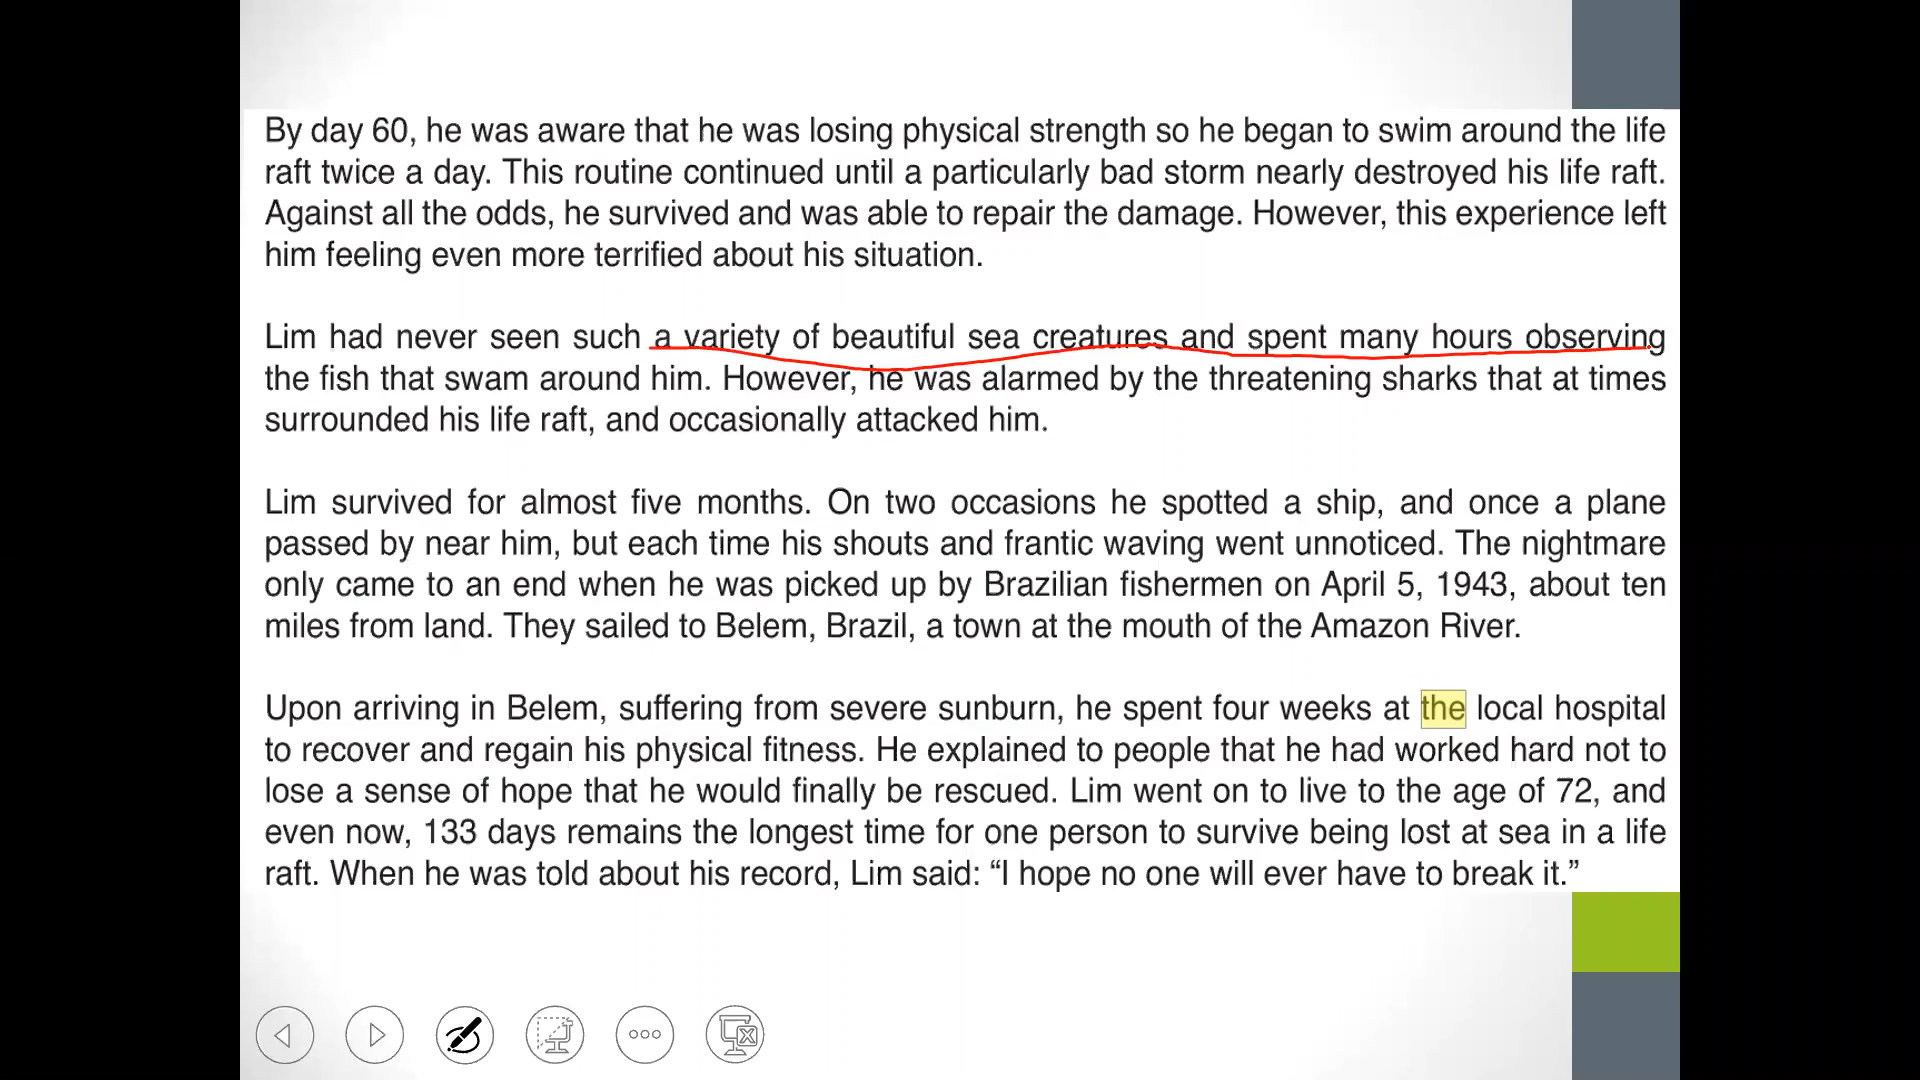 By day 60, he was aware that he was losing physical strength so he began to swim around the life
raft twice a day. This routine continued until a particularly bad storm nearly destroyed his life raft.
Against all the odds, he survived and was able to repair the damage. However, this experience left
him feeling even more terrified about his situation.
Lim had never seen such a variety of beautiful sea creatures and spent many hours observing
the fish that swam around him. However, he was alarmed by the threatening sharks that at times
surrounded his life raft, and occasionally attacked him.
Lim survived for almost five months. On two occasions he spotted a ship, and once a plane
passed by near him, but each time his shouts and frantic waving went unnoticed. The nightmare
only came to an end when he was picked up by Brazilian fishermen on April 5, 1943, about ten
miles from land. They sailed to Belem, Brazil, a town at the mouth of the Amazon River.
Upon arriving in Belem, suffering from severe sunburn, he spent four weeks at the local hospital
to recover and regain his physical fitness. He explained to people that he had worked hard not to
lose a sense of hope that he would finally be rescued. Lim went on to live to the age of 72, and
even now, 133 days remains the longest time for one person to survive being lost at sea in a life
raft. When he was told about his record, Lim said: “I hope no one will ever have to break it.”